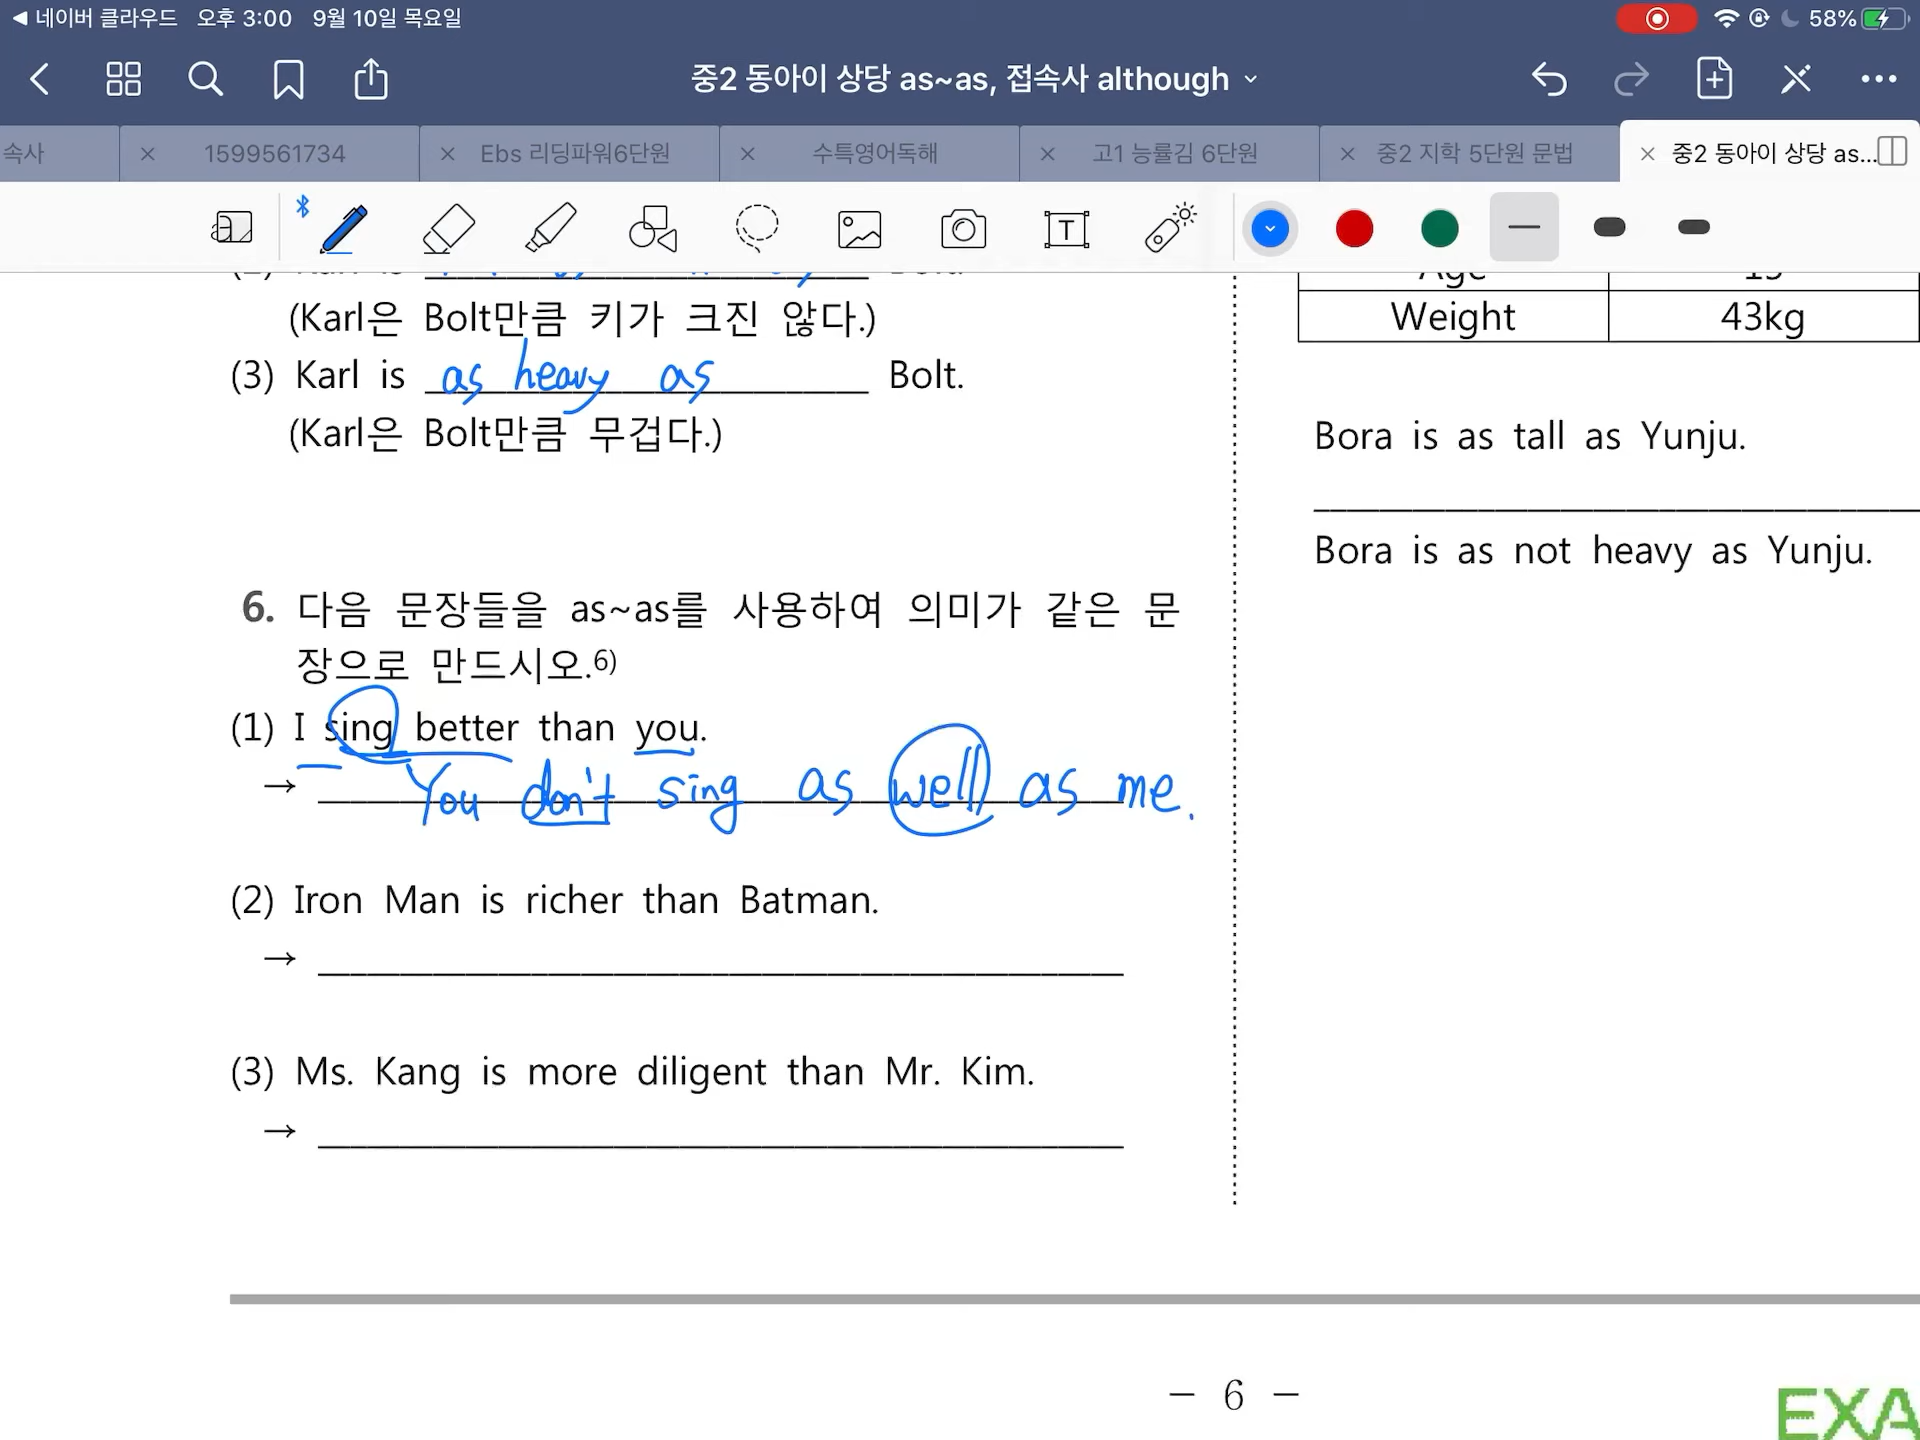 ◀ 네이버 클라우드 오후 3:00 9월 10일 목요일
58%
중2 동아이 상당 as~as, 접속사 although
속사
1599561734
Ebs 리딩파워6단원
수특영어독해
고1 능률김 6단원
중2 지학 5단원 문법
중2 동아이 상당 as...
(Karl은 Bolt만큼 키가 크진 않다.)
(3) Karl is as heavy as Bolt.
(Karl은 Bolt만큼 무겁다.)
6. 다음 문장들을 as~as를 사용하여 의미가 같은 문
장으로 만드시오.6)
(1) I sing better than you.
→ You don't sing as well as me.
(2) Iron Man is richer than Batman.
→
(3) Ms. Kang is more diligent than Mr. Kim.
→
Age
Weight 43kg
Bora is as tall as Yunju.
Bora is as not heavy as Yunju.
- 6 -
EXA